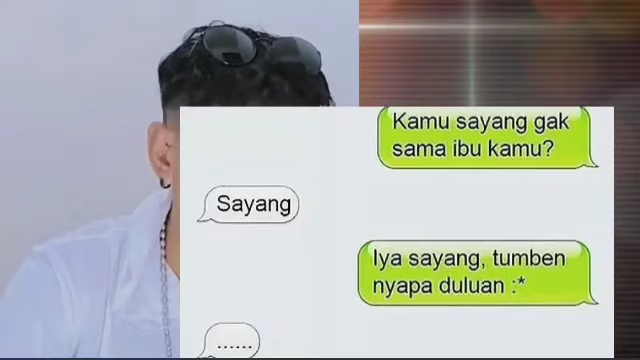 Kamu sayang gak
sama ibu kamu?
Sayang
Iya sayang, tumben
nyapa duluan :*
......